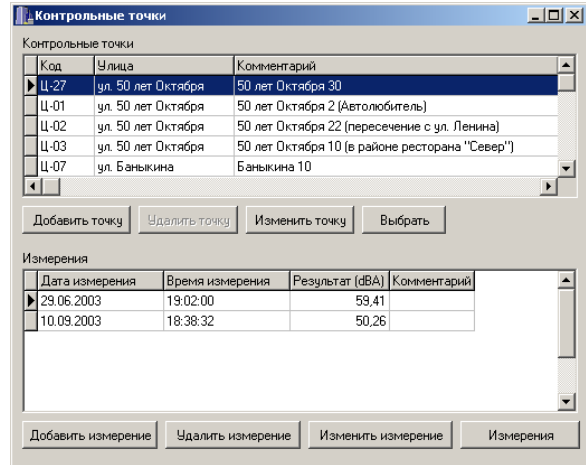 Контрольные точки
Контрольные точки
Код Улица Комментарий
Ц-27 ул. 50 лет Октября 50 лет Октября 30
Ц-01 ул. 50 лет Октября 50 лет Октября 2 (Автолюбитель)
Ц-02 ул. 50 лет Октября 50 лет Октября 22 (пересечение с ул. Ленина)
Ц-03 ул. 50 лет Октября 50 лет Октября 10 (в районе ресторана "Север")
Ц-07 ул. Баныкина Баныкина 10
Добавить точку Удалить точку Изменить точку Выбрать
Измерения
Дата измерения Время измерения Результат (dBA) Комментарий
29.06.2003 19:02:00 59,41
10.09.2003 18:38:32 50,26
Добавить измерение Удалить измерение Изменить измерение Измерения